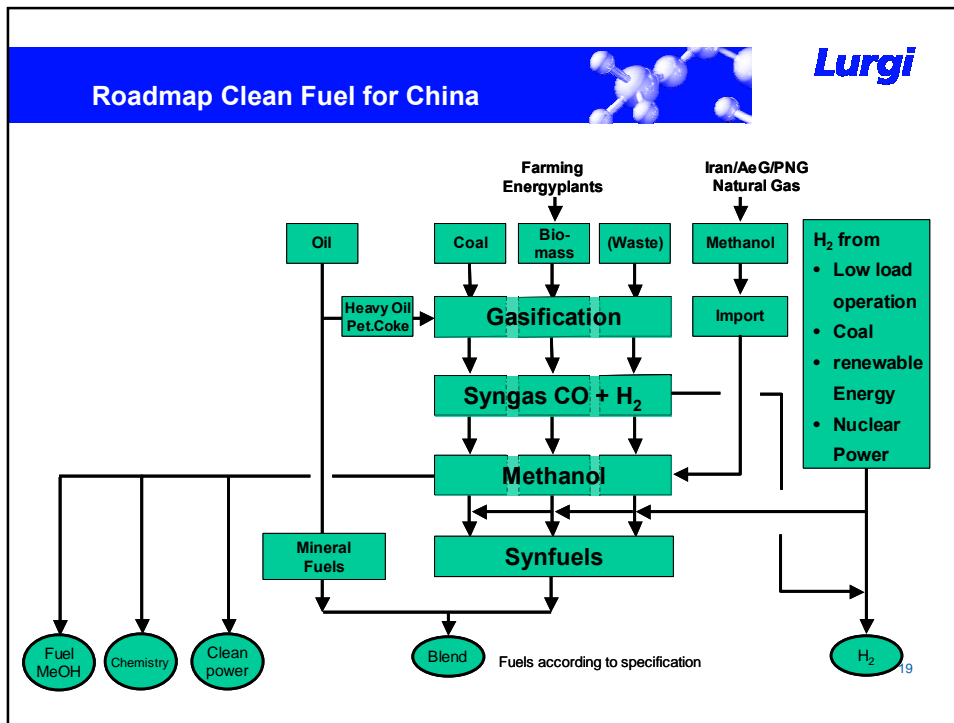 Lurgi
Roadmap Clean Fuel for China
Farming
Energyplants
Iran/AeG/PNG
Natural Gas
Oil
Coal
Bio-
mass
(Waste)
Methanol
H₂ from
• Low load
operation
• Coal
• renewable
Energy
• Nuclear
Power
Heavy Oil
Pet.Coke
Gasification
Import
Syngas CO + H₂
Methanol
Mineral
Fuels
Synfuels
Fuel
MeOH
Chemistry
Clean
power
Blend
Fuels according to specification
H₂
19